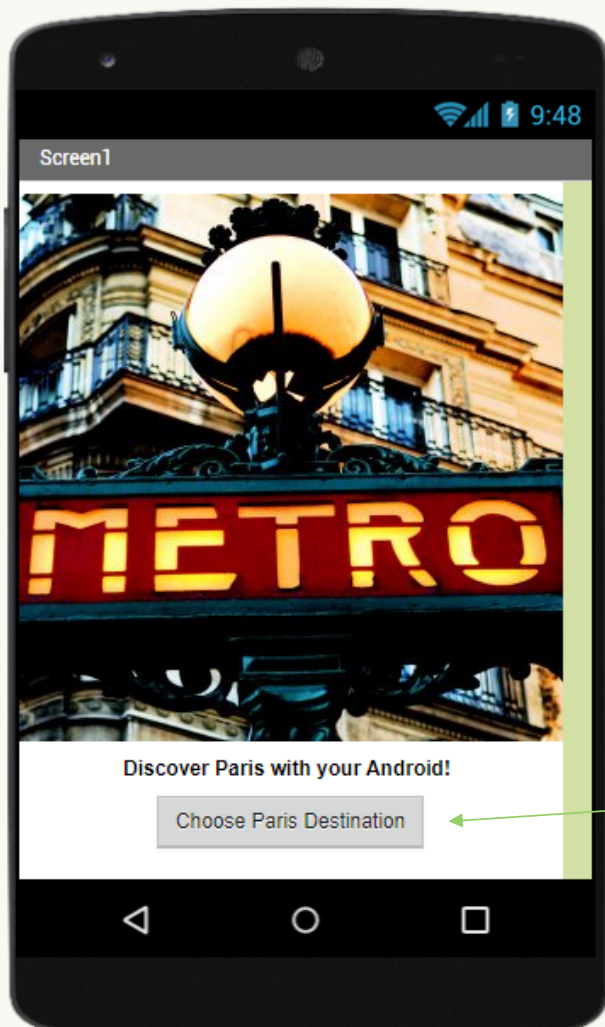 9:48
Screen1
METRO
Discover Paris with your Android!
Choose Paris Destination